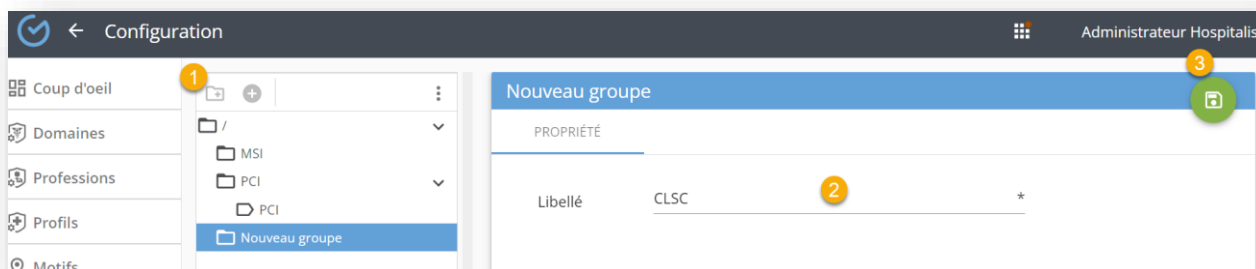 Configuration
Administrateur Hospitalis
Coup d'oeil
Domaines
Professions
Profils
Motifs
1
/
MSI
PCI
PCI
Nouveau groupe
Nouveau groupe
3
PROPRIÉTÉ
Libellé CLSC 2 *